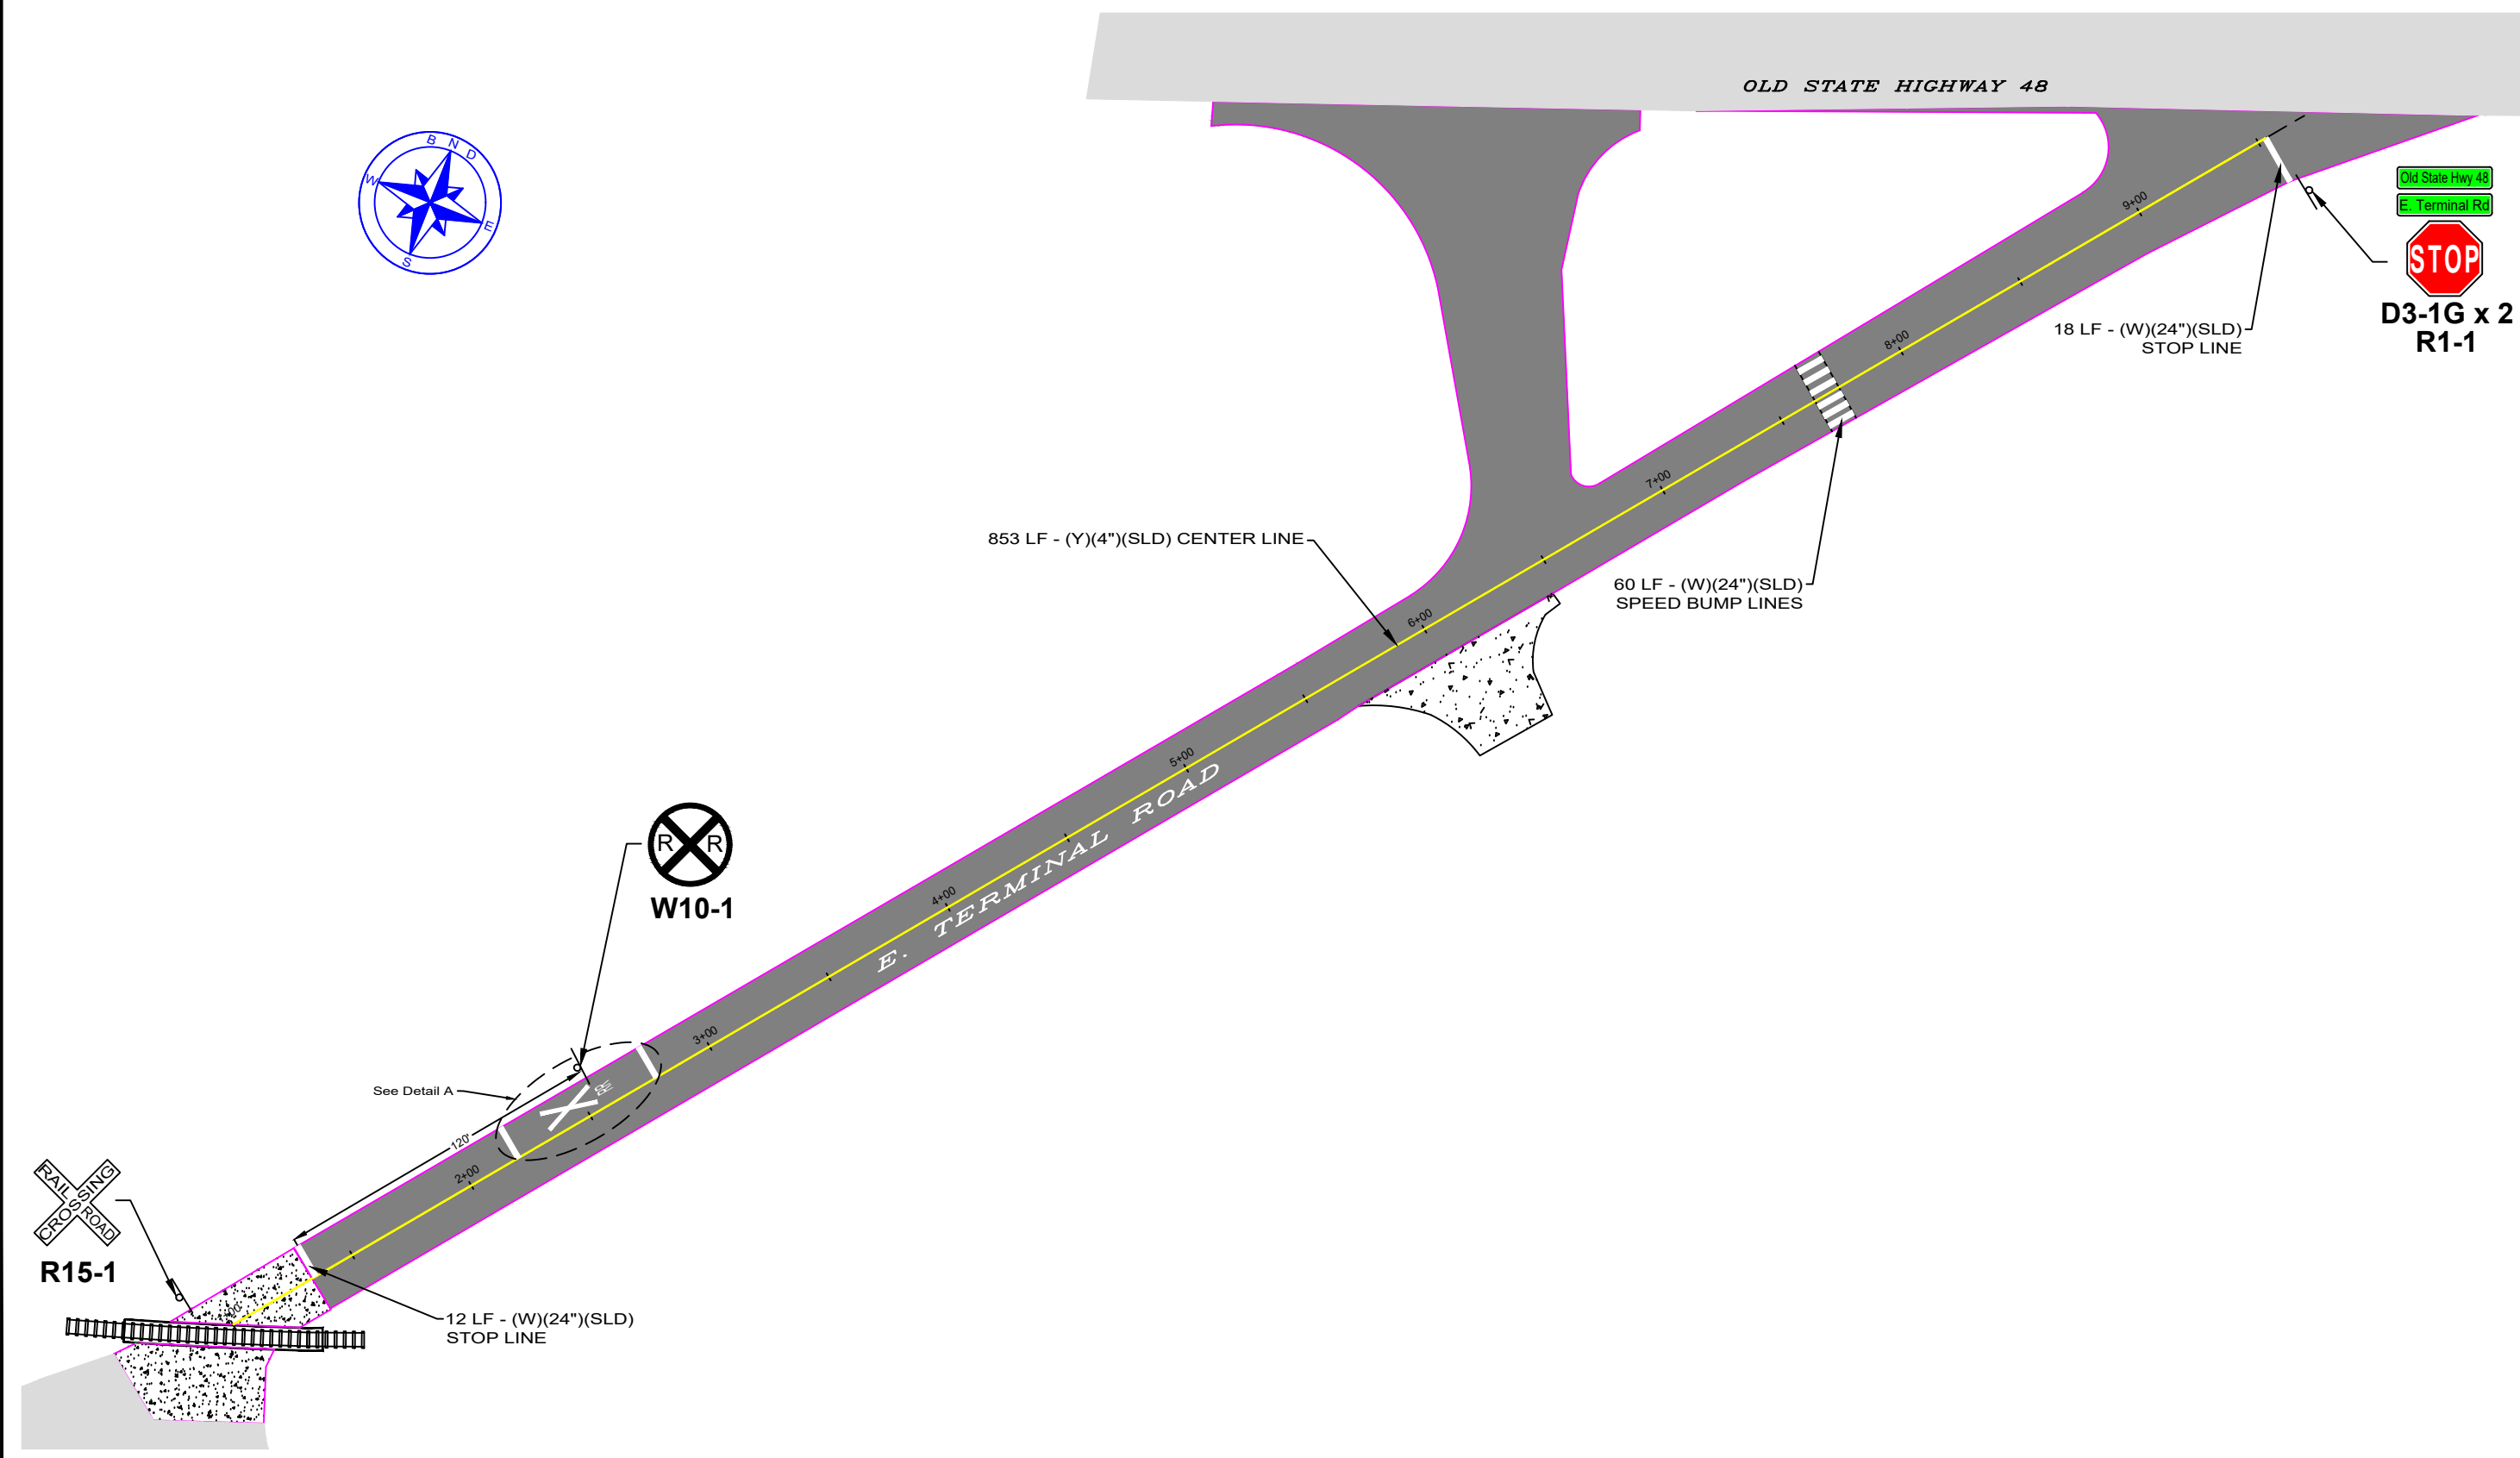 OLD STATE HIGHWAY 48
B N D
W
E
S
Old State Hwy 48
E. Terminal Rd
STOP
D3-1G x 2
R1-1
9+00
18 LF - (W)(24")(SLD)
STOP LINE
8+00
7+00
853 LF - (Y)(4")(SLD) CENTER LINE
60 LF - (W)(24")(SLD)
SPEED BUMP LINES
6+00
5+00
E. TERMINAL ROAD
4+00
R R
W10-1
3+00
See Detail A
RR
120'
2+00
RAIL ROAD
CROSSING
R15-1
12 LF - (W)(24")(SLD)
STOP LINE